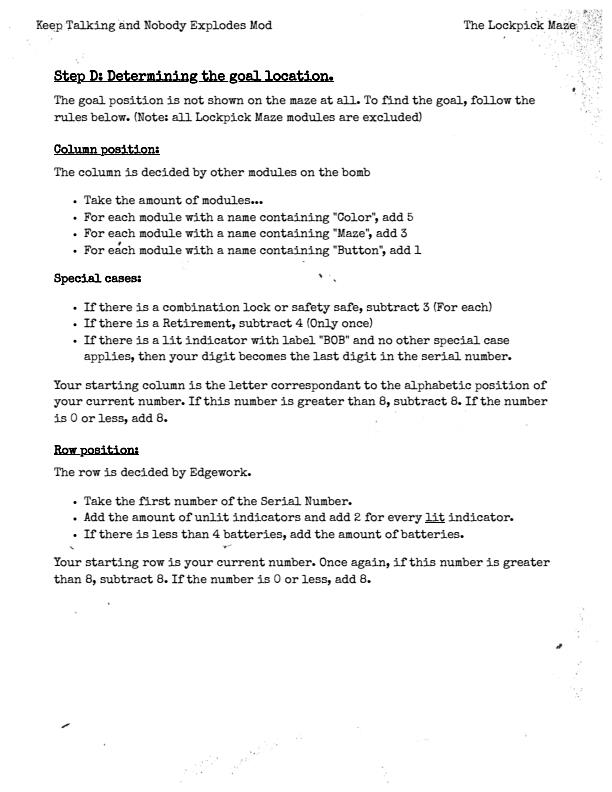 Keep Talking and Nobody Explodes Mod
The Lockpick Maze
Step D: Determining the goal location.
The goal position is not shown on the maze at all. To find the goal, follow the
rules below. (Note: all Lockpick Maze modules are excluded)
Column position:
The column is decided by other modules on the bomb
• Take the amount of modules...
• For each module with a name containing "Color", add 5
• For each module with a name containing "Maze", add 3
• For each module with a name containing "Button", add 1
Special cases:
• If there is a combination lock or safety safe, subtract 3 (For each)
• If there is a Retirement, subtract 4 (Only once)
• If there is a lit indicator with label "BOB" and no other special case
applies, then your digit becomes the last digit in the serial number.
Your starting column is the letter correspondant to the alphabetic position of
your current number. If this number is greater than 8, subtract 8. If the number
is 0 or less, add 8.
Row position:
The row is decided by Edgework.
• Take the first number of the Serial Number.
• Add the amount of unlit indicators and add 2 for every lit indicator.
• If there is less than 4 batteries, add the amount of batteries.
Your starting row is your current number. Once again, if this number is greater
than 8, subtract 8. If the number is 0 or less, add 8.